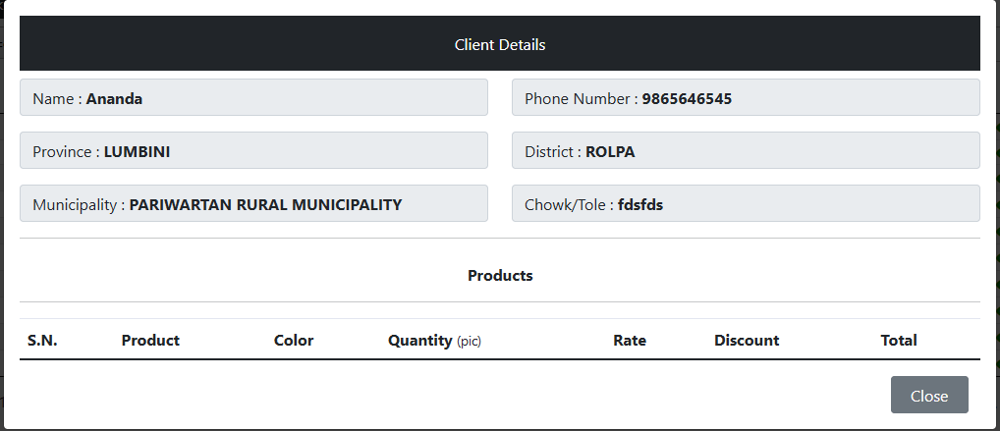 Client Details
Name : Ananda
Phone Number : 9865646545
Province : LUMBINI
District : ROLPA
Municipality : PARIWARTAN RURAL MUNICIPALITY
Chowk/Tole : fdsfds
Products
S.N. Product Color Quantity (pic) Rate Discount Total
Close